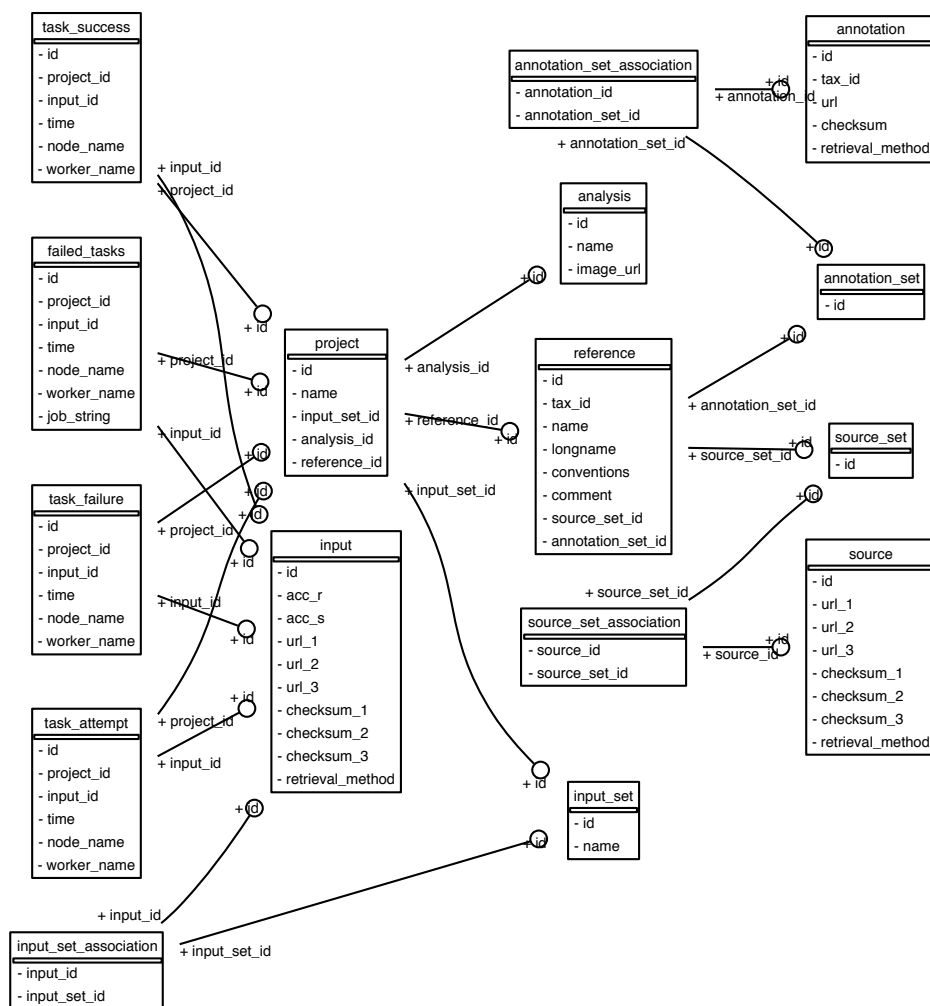 task_success
- id
- project_id
- input_id
- time
- node_name
- worker_name
failed_tasks
- id
- project_id
- input_id
- time
- node_name
- worker_name
- job_string
task_failure
- id
- project_id
- input_id
- time
- node_name
- worker_name
task_attempt
- id
- project_id
- input_id
- time
- node_name
- worker_name
input_set_association
- input_id
- input_set_id
+ input_id
+ project_id
+ id
+ project_id
+ id
+ input_id
+ id
+ project_id
+ id
+ id
+ id
+ input_id
+ id
+ id
+ project_id
+ input_id
+ id
+ input_id
+ input_set_id
project
- id
- name
- input_set_id
- analysis_id
- reference_id
input
- id
- acc_r
- acc_s
- url_1
- url_2
- url_3
- checksum_1
- checksum_2
- checksum_3
- retrieval_method
+ id
+ analysis_id
+ reference_id
+ id
+ input_set_id
+ id
+ id
annotation_set_association
- annotation_id
- annotation_set_id
+ id
+ annotation_id
+ annotation_set_id
+ id
analysis
- id
- name
- image_url
reference
- id
- tax_id
- name
- longname
- conventions
- comment
- source_set_id
- annotation_set_id
+ id
+ annotation_set_id
+ id
+ source_set_id
+ id
+ source_set_id
source_set_association
- source_id
- source_set_id
+ id
+ source_id
input_set
- id
- name
annotation
- id
- tax_id
- url
- checksum
- retrieval_method
annotation_set
- id
source_set
- id
source
- id
- url_1
- url_2
- url_3
- checksum_1
- checksum_2
- checksum_3
- retrieval_method